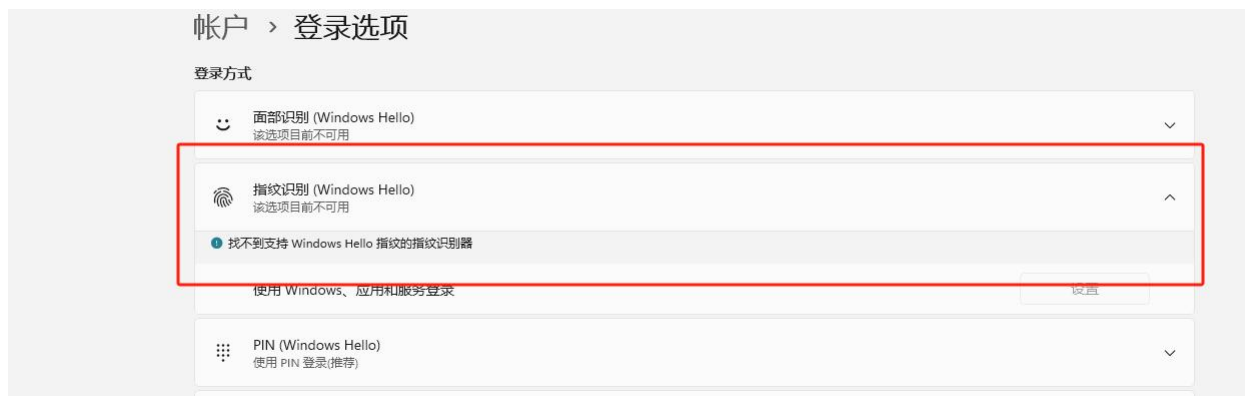 帐户 › 登录选项
登录方式
面部识别 (Windows Hello)
该选项目前不可用
指纹识别 (Windows Hello)
该选项目前不可用
找不到支持 Windows Hello 指纹的指纹识别器
使用 Windows、应用和服务登录
设置
PIN (Windows Hello)
使用 PIN 登录(推荐)